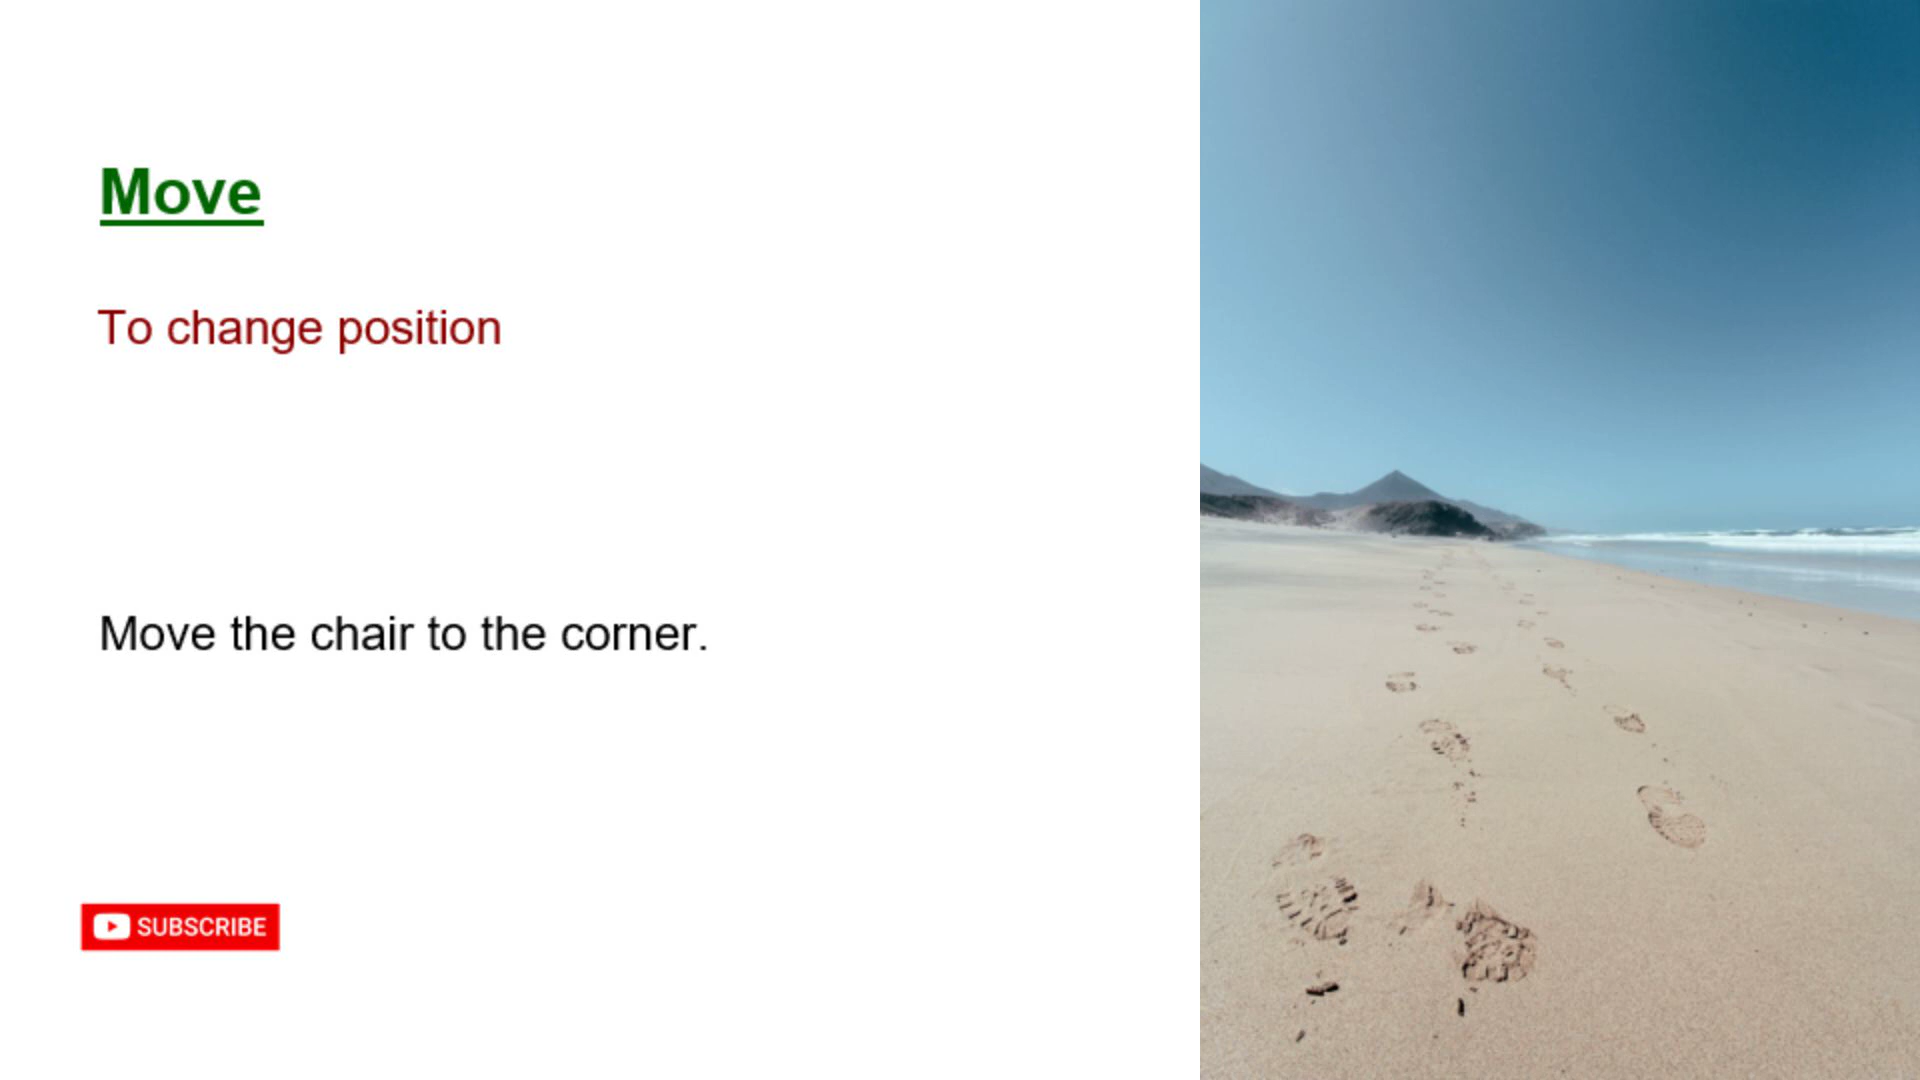 Move
To change position
Move the chair to the corner.
SUBSCRIBE